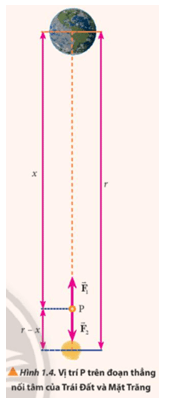 x
r
F₁
P
r – x
F₂
Hình 1.4. Vị trí P trên đoạn thẳng
nối tâm của Trái Đất và Mặt Trăng